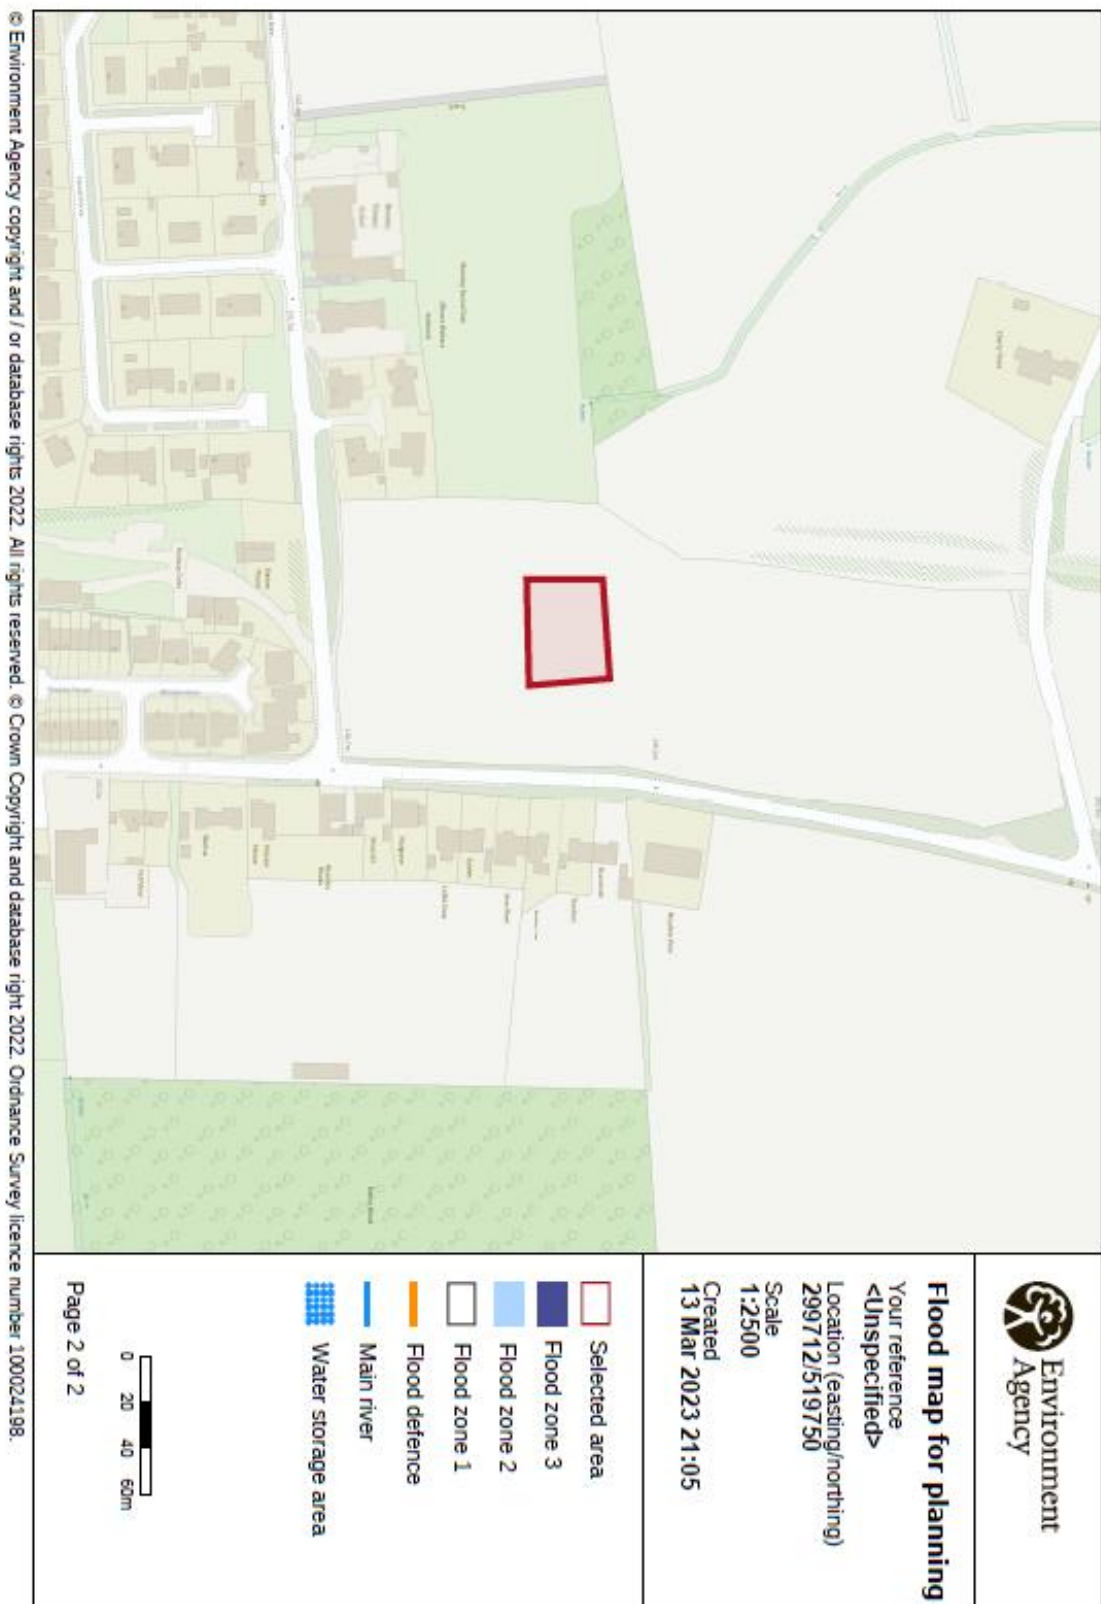 Environment
Agency
Flood map for planning
Your reference
<Unspecified>
Location (easting/northing)
299712/519750
Scale
1:2500
Created
13 Mar 2023 21:05
Selected area
Flood zone 3
Flood zone 2
Flood zone 1
Flood defence
Main river
Water storage area
0 20 40 60m
Page 2 of 2
© Environment Agency copyright and / or database rights 2022. All rights reserved. © Crown Copyright and database right 2022. Ordnance Survey licence number 100024198.